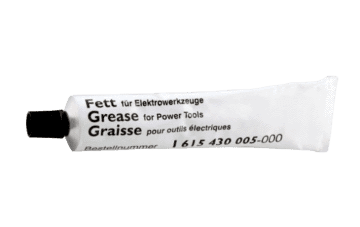 Fett für Elektrowerkzeuge
Grease for Power Tools
Graisse pour outils électriques
Bestellnummer 1 615 430 005-000